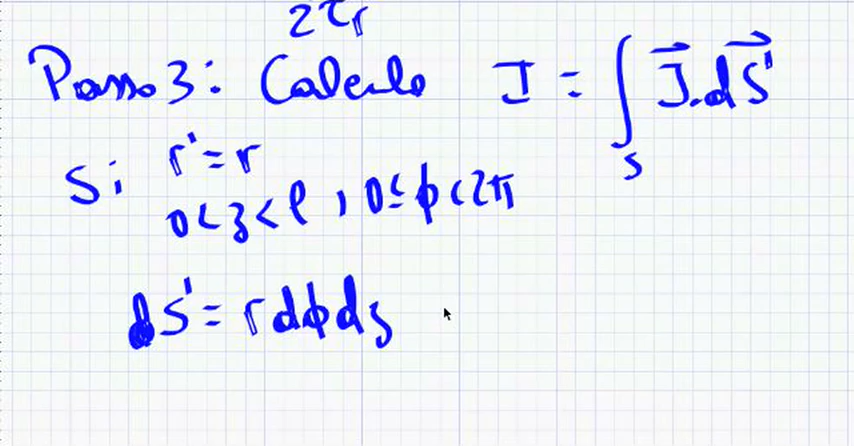 2πr
Passo 3: Calculo I = ∫ J⃗.dS⃗'
S
S: r' = r
0 < z < l, 0 ≤ ϕ < 2π
dS' = r dϕ dz